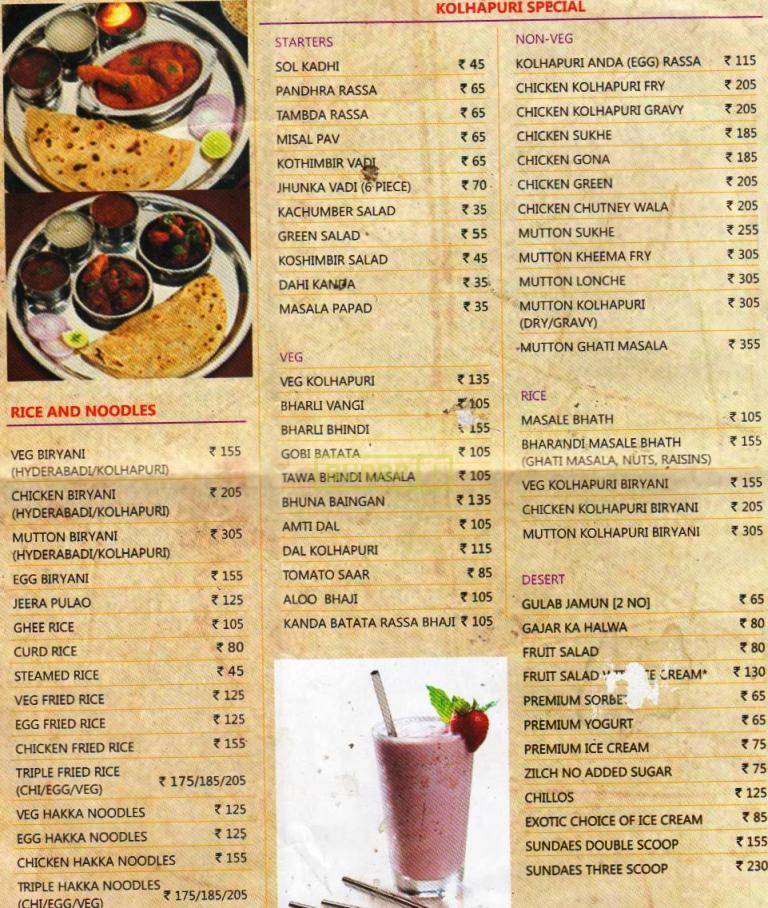 KOLHAPURI SPECIAL
STARTERS
SOL KADHI ₹ 45
PANDHRA RASSA ₹ 65
TAMBDA RASSA ₹ 65
MISAL PAV ₹ 65
KOTHIMBIR VADI ₹ 65
JHUNKA VADI (6 PIECE) ₹ 70
KACHUMBER SALAD ₹ 35
GREEN SALAD ₹ 55
KOSHIMBIR SALAD ₹ 45
DAHI KANDA ₹ 35
MASALA PAPAD ₹ 35
VEG
VEG KOLHAPURI ₹ 135
BHARLI VANGI ₹ 105
BHARLI BHINDI ₹ 155
GOBI BATATA ₹ 105
TAWA BHINDI MASALA ₹ 105
BHUNA BAINGAN ₹ 135
AMTI DAL ₹ 105
DAL KOLHAPURI ₹ 115
TOMATO SAAR ₹ 85
ALOO BHAJI ₹ 105
KANDA BATATA RASSA BHAJI ₹ 105
NON-VEG
KOLHAPURI ANDA (EGG) RASSA ₹ 115
CHICKEN KOLHAPURI FRY ₹ 205
CHICKEN KOLHAPURI GRAVY ₹ 205
CHICKEN SUKHE ₹ 185
CHICKEN GONA ₹ 185
CHICKEN GREEN ₹ 205
CHICKEN CHUTNEY WALA ₹ 205
MUTTON SUKHE ₹ 255
MUTTON KHEEMA FRY ₹ 305
MUTTON LONCHE ₹ 305
MUTTON KOLHAPURI ₹ 305
(DRY/GRAVY)
MUTTON GHATI MASALA ₹ 355
RICE
MASALE BHATH ₹ 105
BHARANDI MASALE BHATH ₹ 155
(GHATI MASALA, NUTS, RAISINS)
VEG KOLHAPURI BIRYANI ₹ 155
CHICKEN KOLHAPURI BIRYANI ₹ 205
MUTTON KOLHAPURI BIRYANI ₹ 305
DESERT
GULAB JAMUN [2 NO] ₹ 65
GAJAR KA HALWA ₹ 80
FRUIT SALAD ₹ 80
FRUIT SALAD WITH ICE CREAM* ₹ 130
PREMIUM SORBET ₹ 65
PREMIUM YOGURT ₹ 65
PREMIUM ICE CREAM ₹ 75
ZILCH NO ADDED SUGAR ₹ 75
CHILLOS ₹ 125
EXOTIC CHOICE OF ICE CREAM ₹ 85
SUNDAES DOUBLE SCOOP ₹ 155
SUNDAES THREE SCOOP ₹ 230
RICE AND NOODLES
VEG BIRYANI ₹ 155
(HYDERABADI/KOLHAPURI)
CHICKEN BIRYANI ₹ 205
(HYDERABADI/KOLHAPURI)
MUTTON BIRYANI ₹ 305
(HYDERABADI/KOLHAPURI)
EGG BIRYANI ₹ 155
JEERA PULAO ₹ 125
GHEE RICE ₹ 105
CURD RICE ₹ 80
STEAMED RICE ₹ 45
VEG FRIED RICE ₹ 125
EGG FRIED RICE ₹ 125
CHICKEN FRIED RICE ₹ 155
TRIPLE FRIED RICE ₹ 175/185/205
(CHI/EGG/VEG)
VEG HAKKA NOODLES ₹ 125
EGG HAKKA NOODLES ₹ 125
CHICKEN HAKKA NOODLES ₹ 155
TRIPLE HAKKA NOODLES ₹ 175/185/205
(CHI/EGG/VEG)